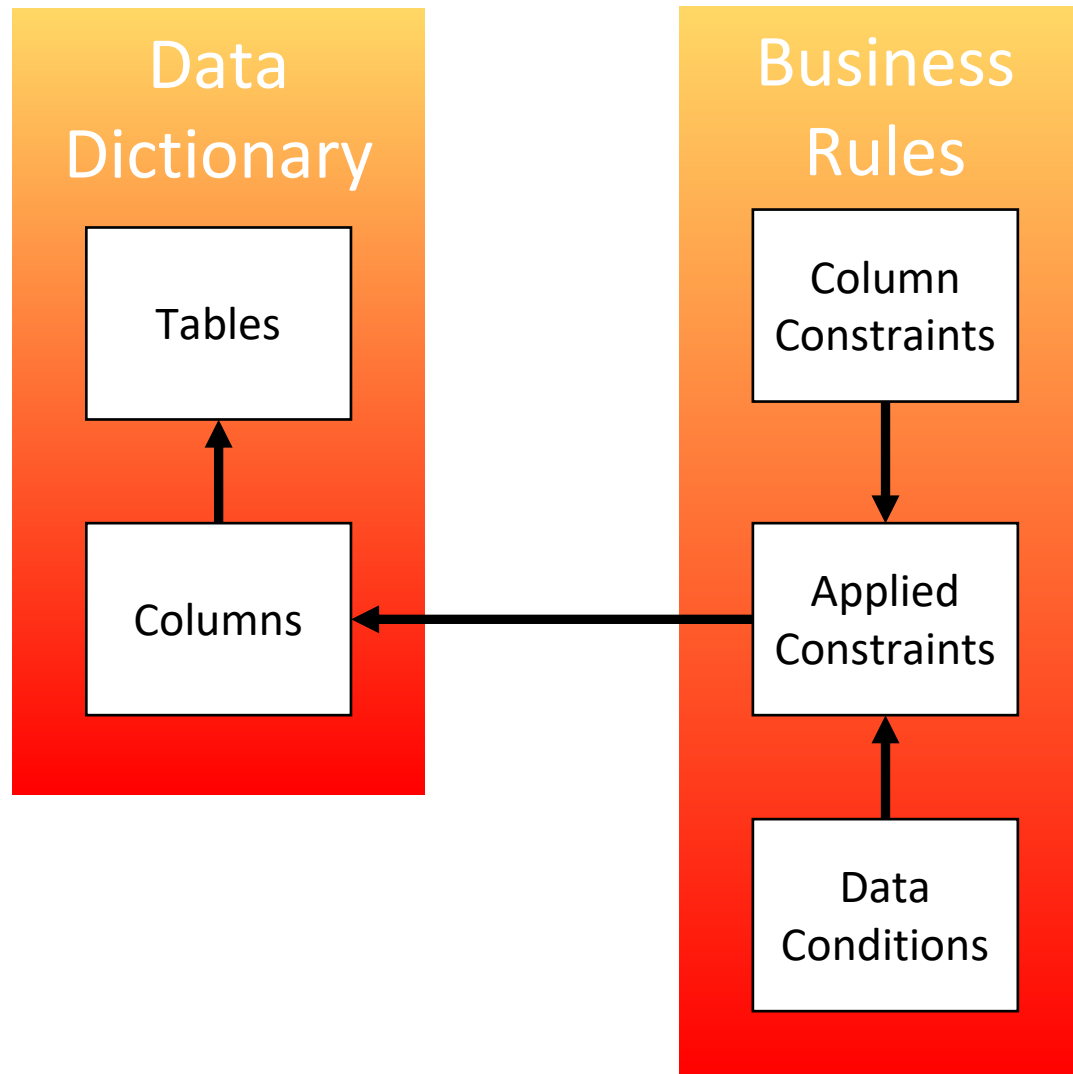 Data
Dictionary
Tables
Columns
Business
Rules
Column
Constraints
Applied
Constraints
Data
Conditions